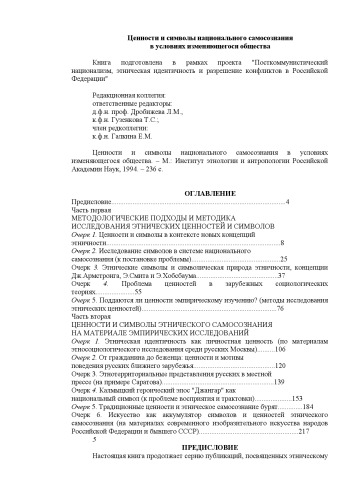 Ценности и символы национального самосознания
в условиях изменяющегося общества
Книга подготовлена в рамках проекта "Посткоммунистический
национализм, этническая идентичность и разрешение конфликтов в Российской
Федерации"
Редакционная коллегия:
ответственные редакторы:
д.ф.н. проф. Дробижева Л.М.,
к.ф.н. Гузенкова Т.С.,
член редколлегии:
к.ф.н. Галкина Е.М.
Ценности и символы национального самосознания в условиях
изменяющегося общества. – М.: Институт этнологии и антропологии Российской
Академии Наук, 1994. – 236 с.
ОГЛАВЛЕНИЕ
Предисловие...4
Часть первая
МЕТОДОЛОГИЧЕСКИЕ ПОДХОДЫ И МЕТОДИКА
ИССЛЕДОВАНИЯ ЭТНИЧЕСКИХ ЦЕННОСТЕЙ И СИМВОЛОВ
Очерк 1. Ценности и символы в контексте новых концепций
этничности...8
Очерк 2. Исследование символов в системе национального
самосознания (к постановке проблемы)...25
Очерк 3. Этнические символы и символическая природа этничности, концепции
Дж.Армстронга, Э.Смита и Э.Хобсбоума...37
Очерк 4. Проблема ценностей в зарубежных социологических
теориях...55
Очерк 5. Поддаются ли ценности эмпирическому изучению? (методы исследования
этнических ценностей)...76
Часть вторая
ЦЕННОСТИ И СИМВОЛЫ ЭТНИЧЕСКОГО САМОСОЗНАНИЯ
НА МАТЕРИАЛЕ ЭМПИРИЧЕСКИХ ИССЛЕДОВАНИЙ
Очерк 1. Этническая идентичность как личностная ценность (по материалам
этносоциологического исследования среди русских Москвы)...106
Очерк 2. От гражданина до беженца: ценности и мотивы
поведения русских ближнего зарубежья...120
Очерк 3. Этнотерриториальные представления русских в местной
прессе (на примере Саратова)...139
Очерк 4. Калмыцкий героический эпос "Джангар" как
национальный символ (к проблеме восприятия и трактовки)...153
Очерк 5. Традиционные ценности и этническое самосознание бурят...184
Очерк 6. Искусство как аккумулятор символов и ценностей этнического
самосознания (на материалах современного изобразительного искусства народов
Российской Федерации и бывшего СССР)...217
5
ПРЕДИСЛОВИЕ
Настоящая книга продолжает серию публикаций, посвященных этническому